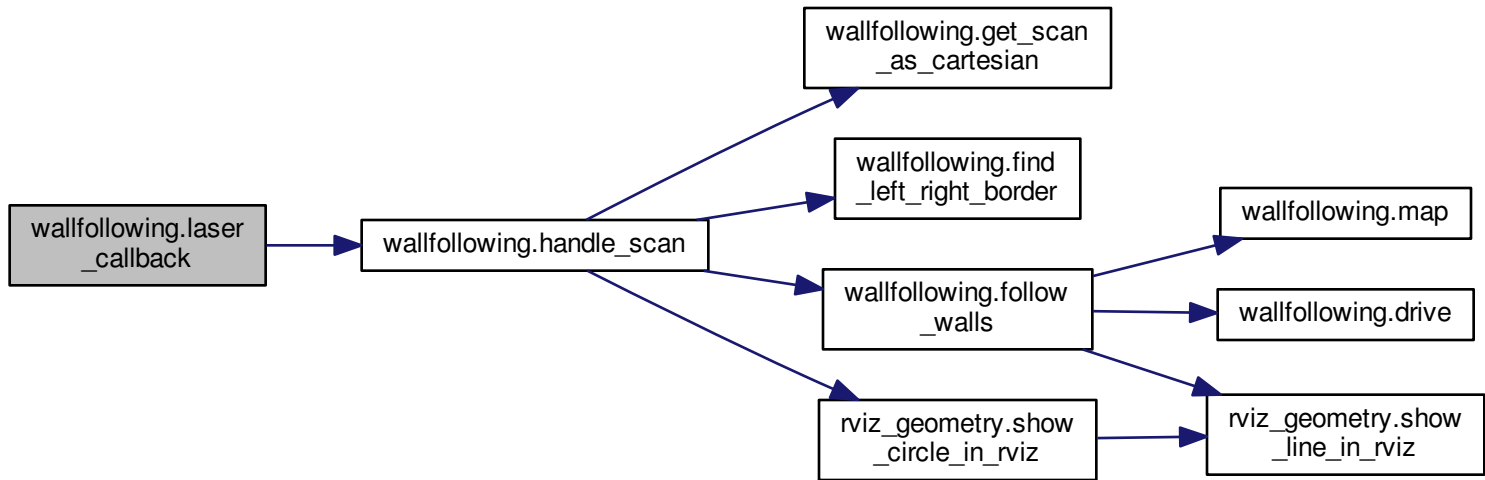 wallfollowing.laser
_callback
wallfollowing.handle_scan
wallfollowing.get_scan
_as_cartesian
wallfollowing.find
_left_right_border
wallfollowing.follow
_walls
rviz_geometry.show
_circle_in_rviz
wallfollowing.map
wallfollowing.drive
rviz_geometry.show
_line_in_rviz